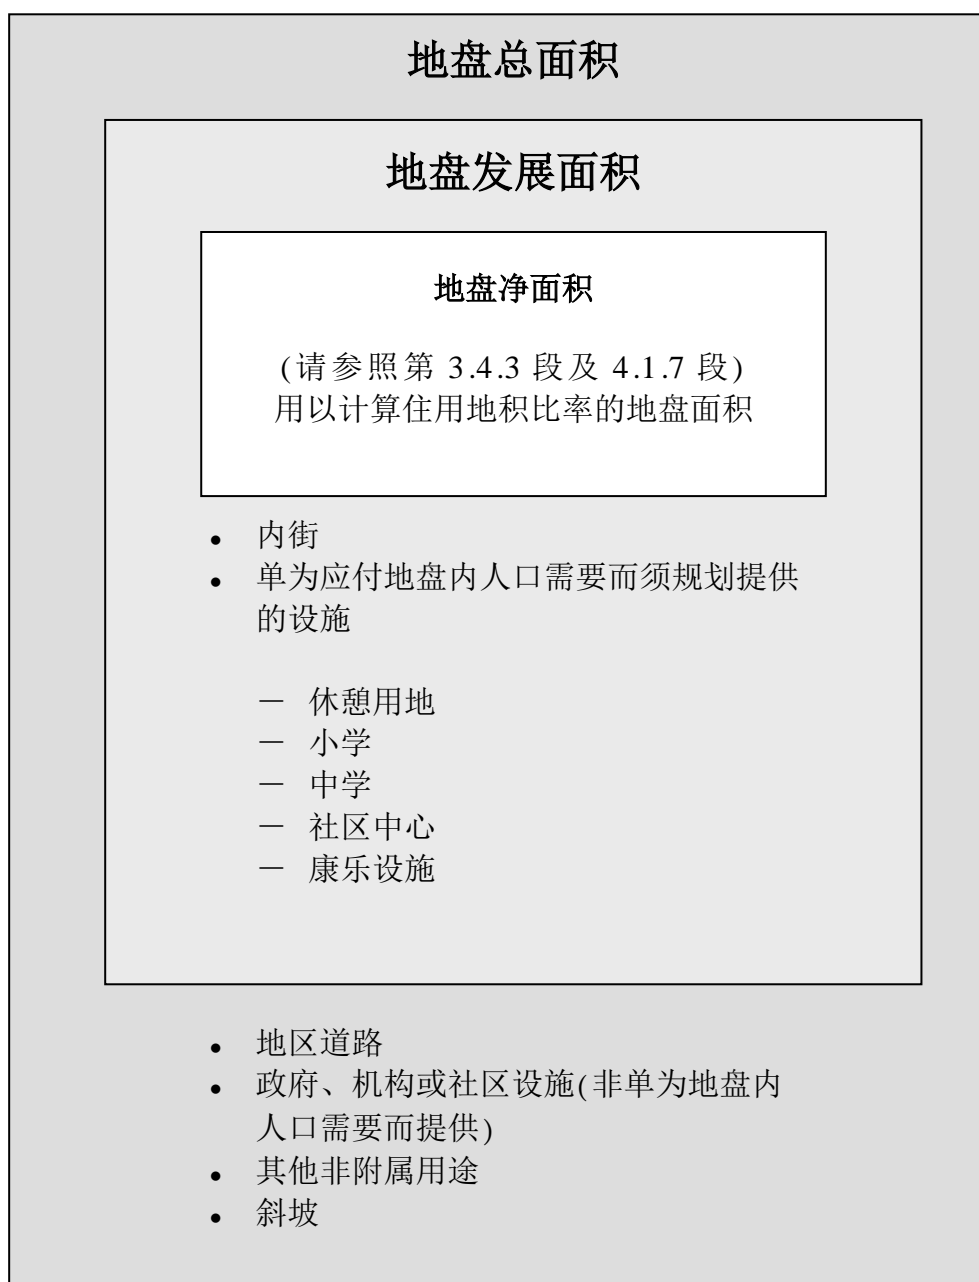 地盘总面积
地盘发展面积
地盘净面积
(请参照第 3.4.3 段及 4.1.7 段)
用以计算住用地积比率的地盘面积
• 内街
• 单为应付地盘内人口需要而须规划提供
的设施
— 休憩用地
— 小学
— 中学
— 社区中心
— 康乐设施
• 地区道路
• 政府、机构或社区设施(非单为地盘内
人口需要而提供)
• 其他非附属用途
• 斜坡